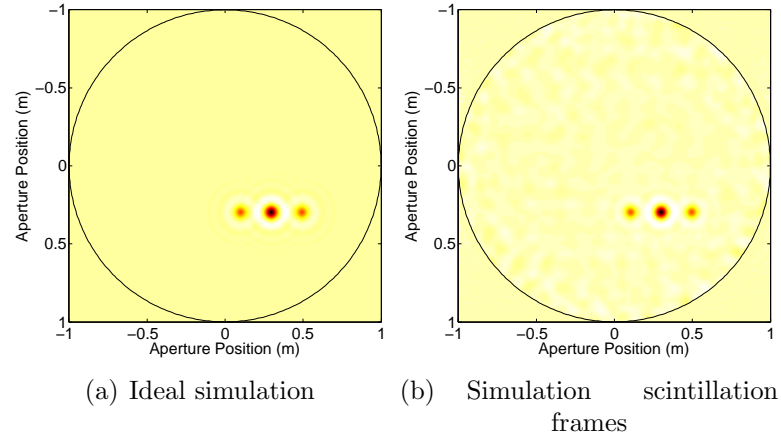 −1
−0.5
0
0.5
1
Aperture Position (m)
−1 −0.5 0 0.5 1
Aperture Position (m)
(a) Ideal simulation
−1
−0.5
0
0.5
1
Aperture Position (m)
−1 −0.5 0 0.5 1
Aperture Position (m)
(b) Simulation scintillation
frames